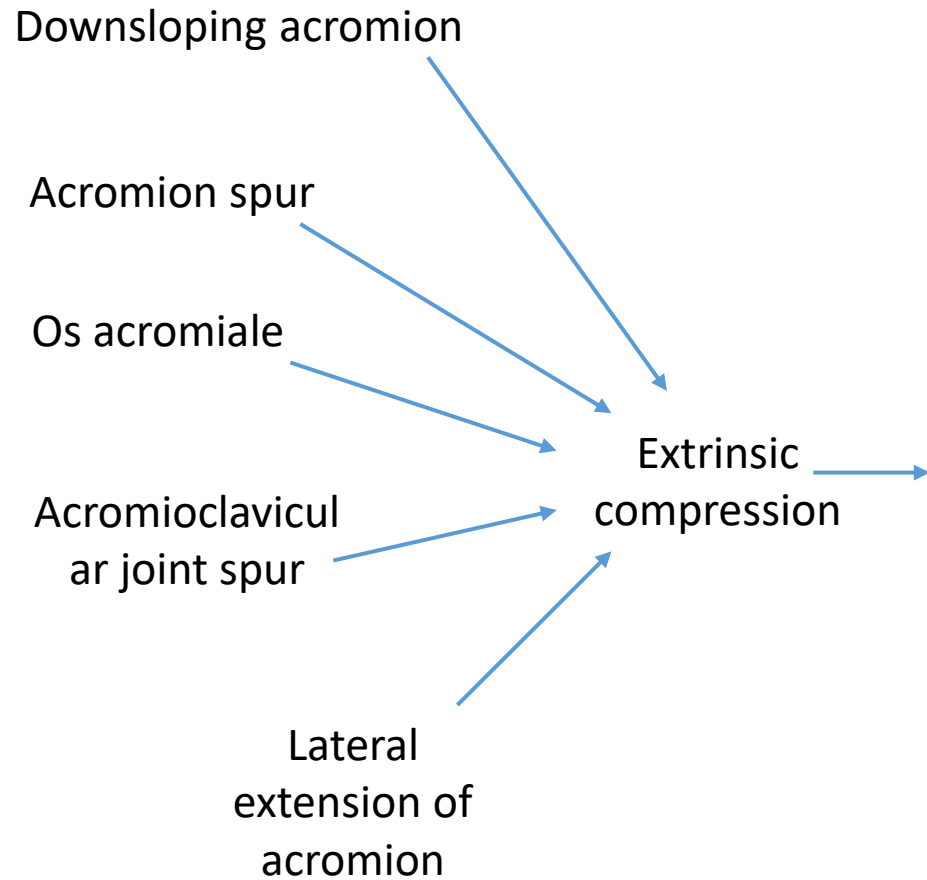 Downsloping acromion
Acromion spur
Os acromiale
Extrinsic
compression
Acromioclavicul
ar joint spur
Lateral
extension of
acromion